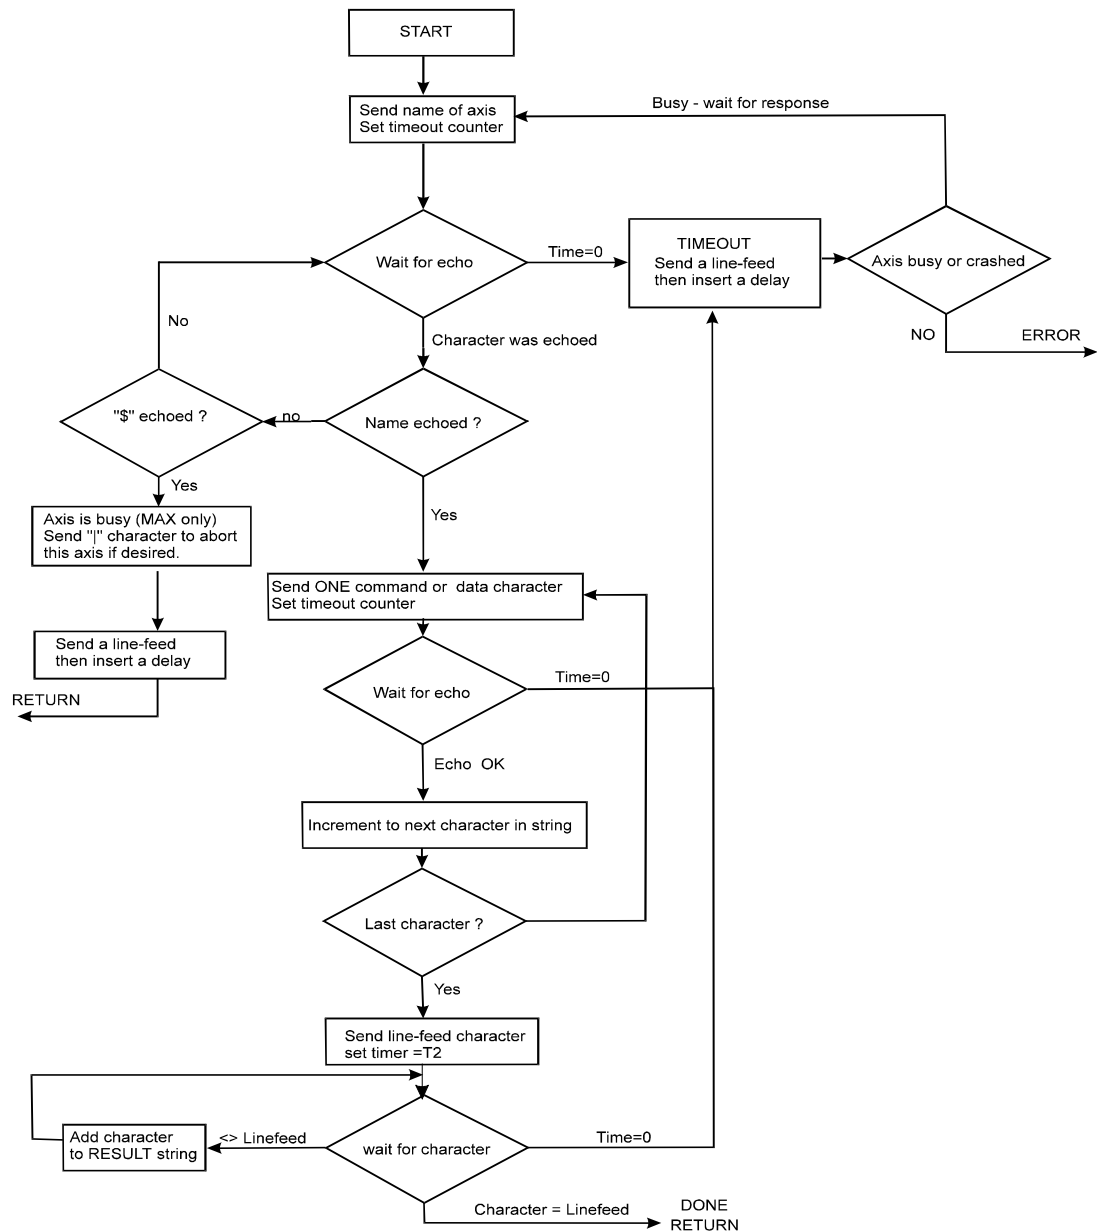 START
Send name of axis
Set timeout counter
Busy - wait for response
Wait for echo
Time=0
TIMEOUT
Send a line-feed
then insert a delay
Axis busy or crashed
NO
ERROR
No
Character was echoed
"$" echoed ?
no
Name echoed ?
Yes
Axis is busy (MAX only)
Send "|" character to abort
this axis if desired.
Yes
Send ONE command or data character
Set timeout counter
Send a line-feed
then insert a delay
RETURN
Wait for echo
Time=0
Echo OK
Increment to next character in string
Last character ?
Yes
Send line-feed character
set timer =T2
Add character
to RESULT string
<> Linefeed
wait for character
Time=0
Character = Linefeed
DONE
RETURN